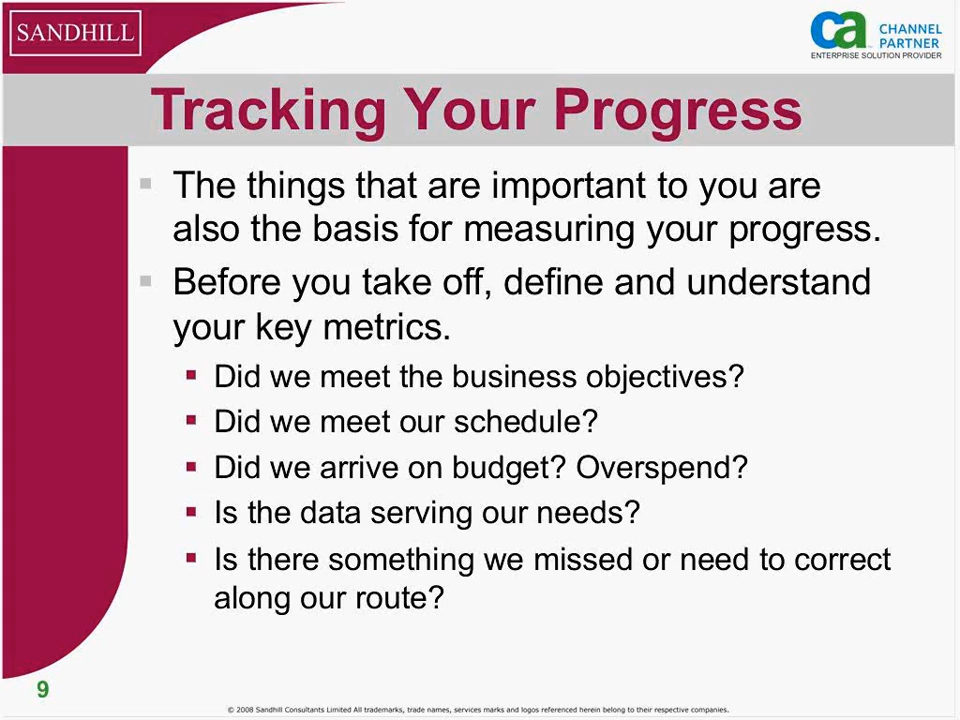 SANDHILL
ca
CHANNEL
PARTNER
ENTERPRISE SOLUTION PROVIDER
Tracking Your Progress
The things that are important to you are
also the basis for measuring your progress.
Before you take off, define and understand
your key metrics.
Did we meet the business objectives?
Did we meet our schedule?
Did we arrive on budget? Overspend?
Is the data serving our needs?
Is there something we missed or need to correct
along our route?
9
© 2008 Sandhill Consultants Limited All trademarks, trade names, services marks and logos referenced herein belong to their respective companies.